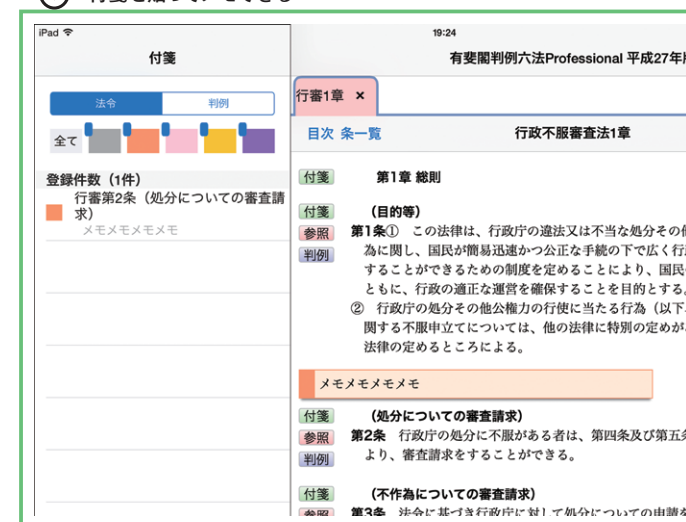 iPad
19:24
付箋
有斐閣判例六法Professional 平成27年
法令
判例
行審1章 ×
目次 条一覧
行政不服審査法1章
全て
登録件数（1件）
行審第2条（処分についての審査請
求）
メモメモメモメモ
付箋
第1章 総則
付箋
（目的等）
参照
第1条① この法律は、行政庁の違法又は不当な処分その他
判例
為に関し、国民が簡易迅速かつ公正な手続の下で広く行
することができるための制度を定めることにより、国民
ともに、行政の適正な運営を確保することを目的とする。
② 行政庁の処分その他公権力の行使に当たる行為（以下
関する不服申立てについては、他の法律に特別の定めが
法律の定めるところによる。
メモメモメモメモ
付箋
（処分についての審査請求）
参照
第2条 行政庁の処分に不服がある者は、第四条及び第五条
判例
より、審査請求をすることができる。
付箋
（不作為についての審査請求）
参照
第3条 法令に基づき行政庁に対して処分についての申請を